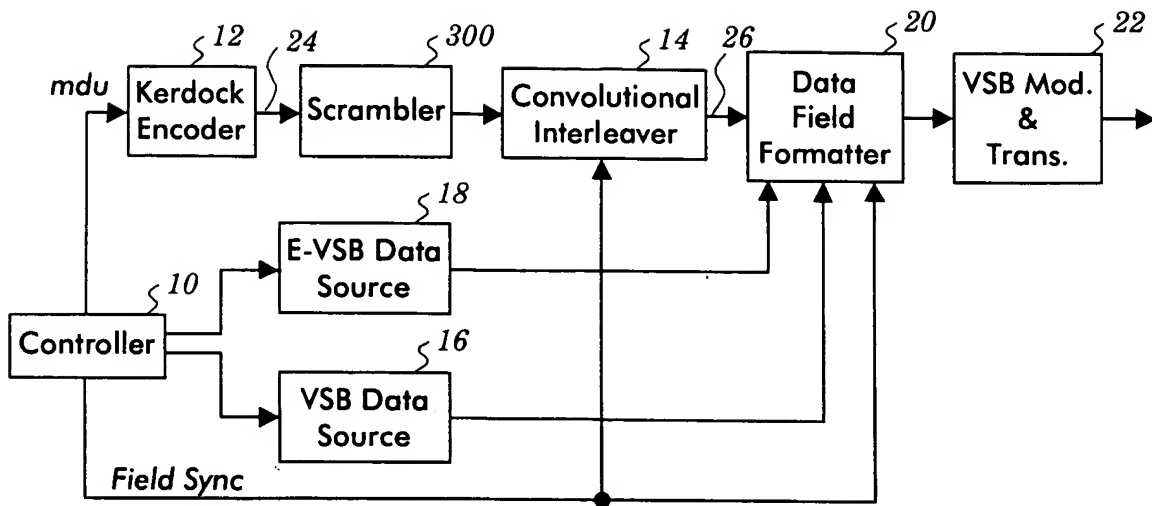 12
24
300
14
26
20
22
mdu
Kerdock
Encoder
Scrambler
Convolutional
Interleaver
Data
Field
Formatter
VSB Mod.
&
Trans.
18
E-VSB Data
Source
10
Controller
16
VSB Data
Source
Field Sync